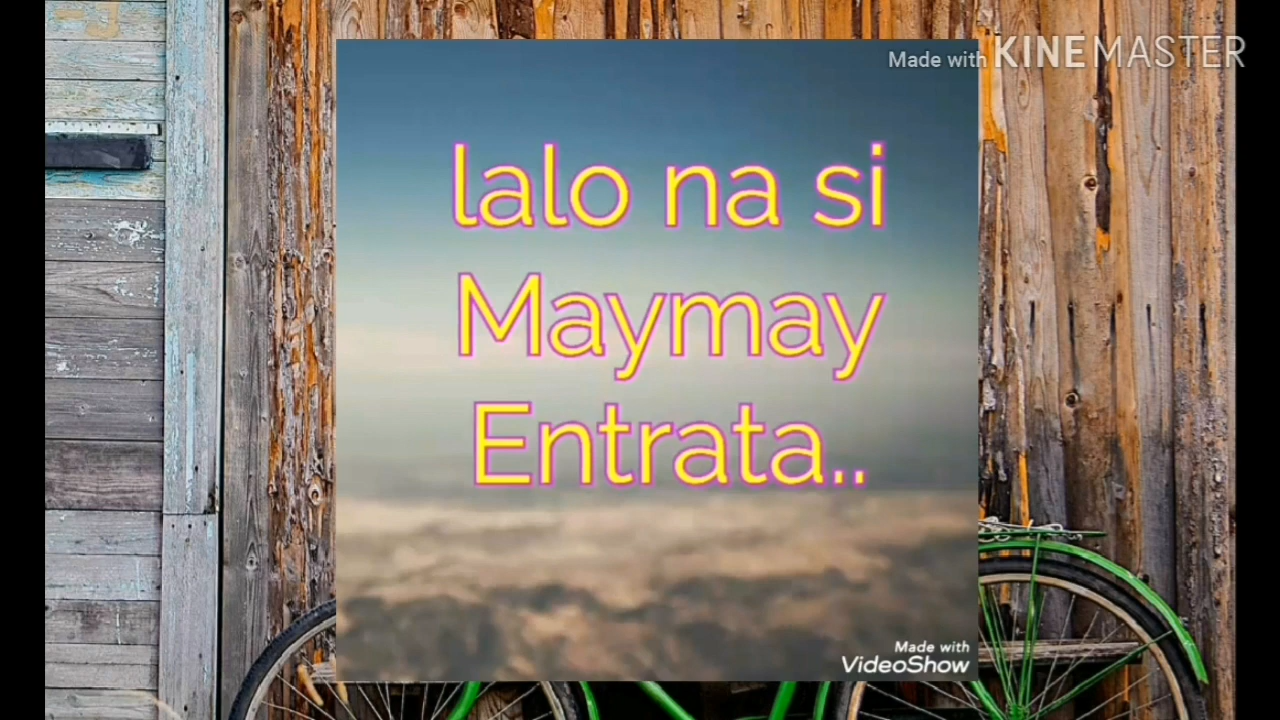 Made with KINEMASTER
lalo na si
Maymay
Entrata..
Made with
VideoShow